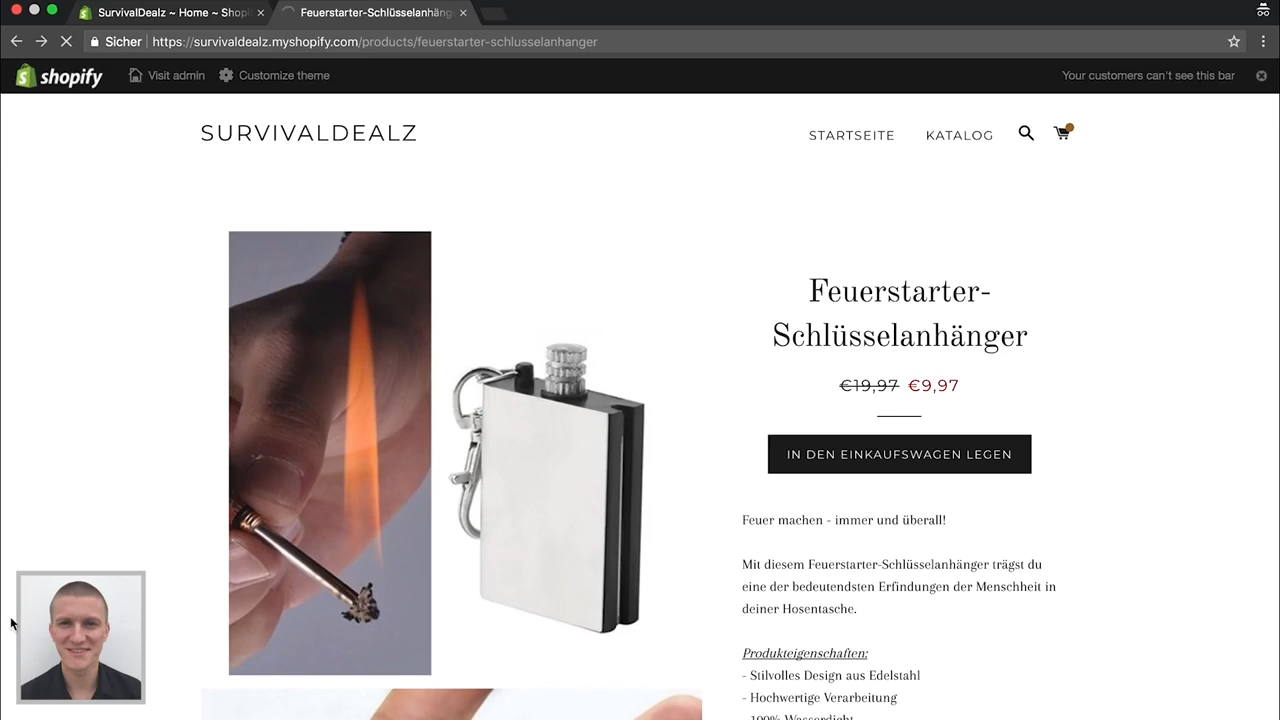 SurvivalDealz ~ Home ~ Shopi
Feuerstarter-Schlüsselanhäng
Sicher
https://survivaldealz.myshopify.com/products/feuerstarter-schlusselanhanger
shopify
Visit admin
Customize theme
Your customers can't see this bar
SURVIVALDEALZ
STARTSEITE
KATALOG
Feuerstarter-
Schlüsselanhänger
€19,97 €9,97
IN DEN EINKAUFSWAGEN LEGEN
Feuer machen - immer und überall!
Mit diesem Feuerstarter-Schlüsselanhänger trägst du
eine der bedeutendsten Erfindungen der Menschheit in
deiner Hosentasche.
Produkteigenschaften:
- Stilvolles Design aus Edelstahl
- Hochwertige Verarbeitung
- 100% Wasserdicht